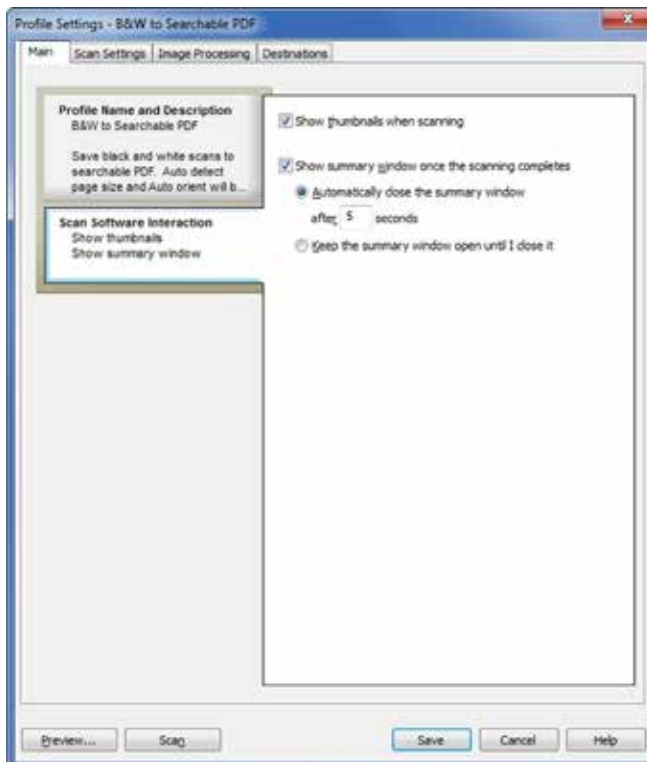 Profile Settings - B&W to Searchable PDF
Main
Scan Settings
Image Processing
Destinations
Profile Name and Description
B&W to Searchable PDF
Save black and white scans to
searchable PDF. Auto detect
page size and Auto orient will b...
Scan Software Interaction
Show thumbnails
Show summary window
Show thumbnails when scanning
Show summary window once the scanning completes
Automatically close the summary window
after 5 seconds
Keep the summary window open until I close it
Preview...
Scan
Save
Cancel
Help